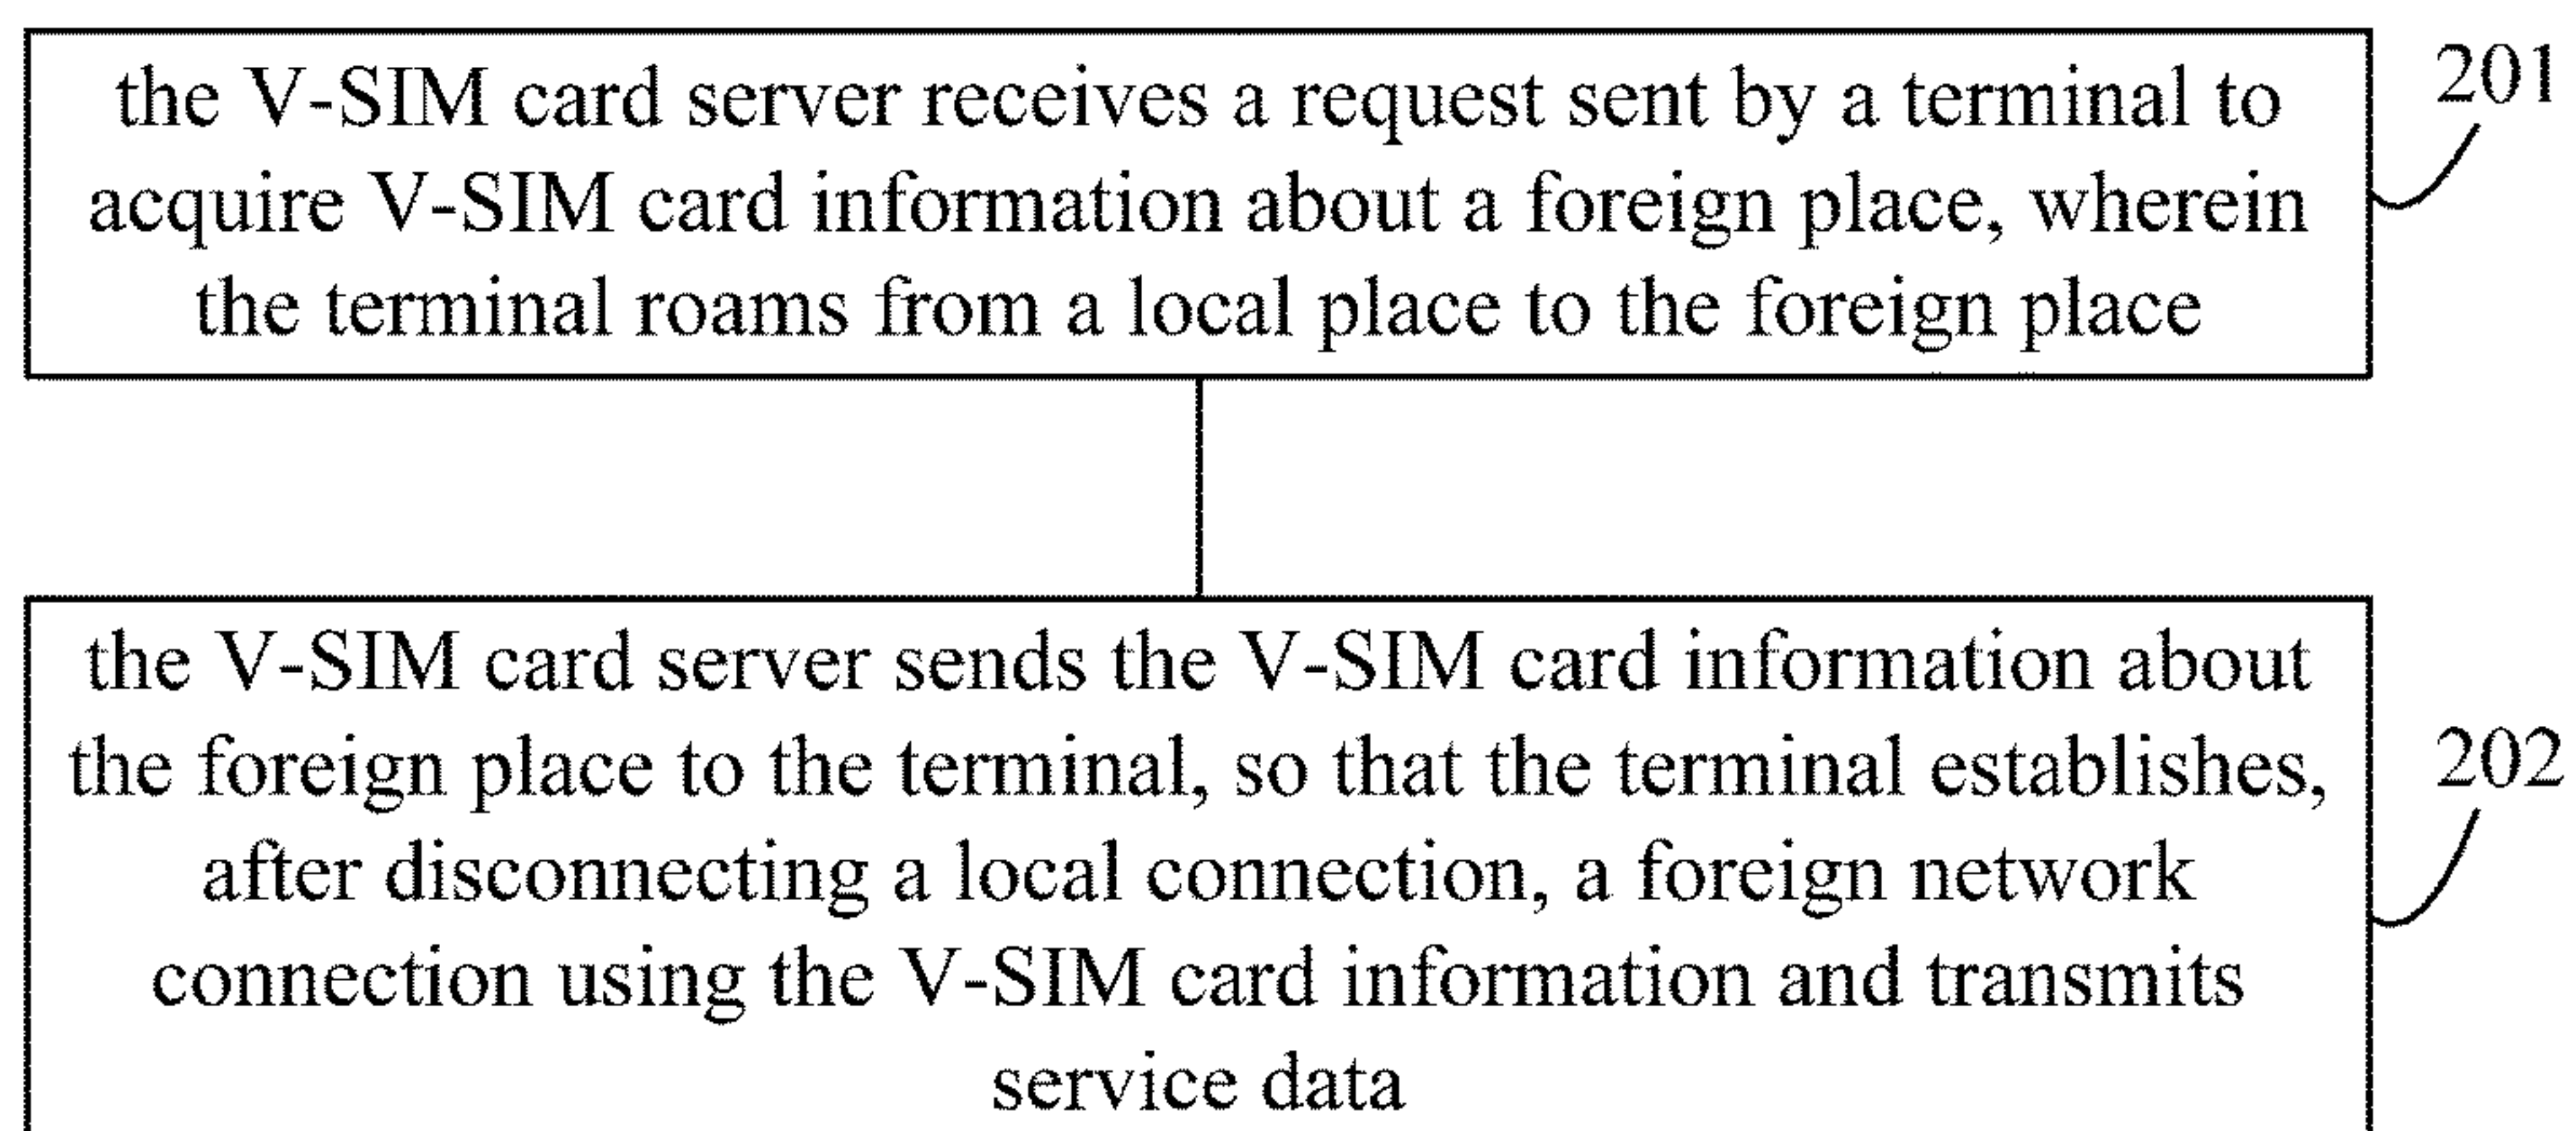 the V-SIM card server receives a request sent by a terminal to
acquire V-SIM card information about a foreign place, wherein
the terminal roams from a local place to the foreign place
201
the V-SIM card server sends the V-SIM card information about
the foreign place to the terminal, so that the terminal establishes,
after disconnecting a local connection, a foreign network
connection using the V-SIM card information and transmits
service data
202